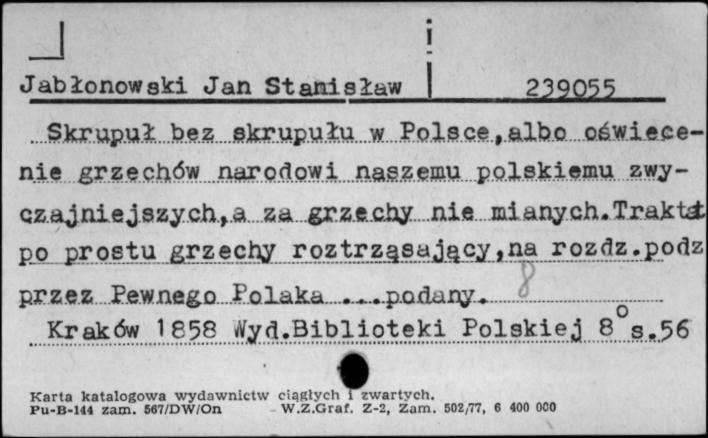 Jabłonowski Jan Stanisław 239055
Skrupuł bez skrupułu w Polsce,albo oświece-
nie grzechów narodowi naszemu polskiemu zwy-
czajniejszych,a za grzechy nie mianych.Traktat
po prostu grzechy roztrząsający,na rozdz.podz
przez Pewnego Polaka ...podany. 8
Kraków 1858 Wyd.Biblioteki Polskiej 8° s.56
Karta katalogowa wydawnictw ciągłych i zwartych.
Pu-B-144 zam. 567/DW/On - W.Z.Graf. Z-2, Zam. 502/77, 6 400 000